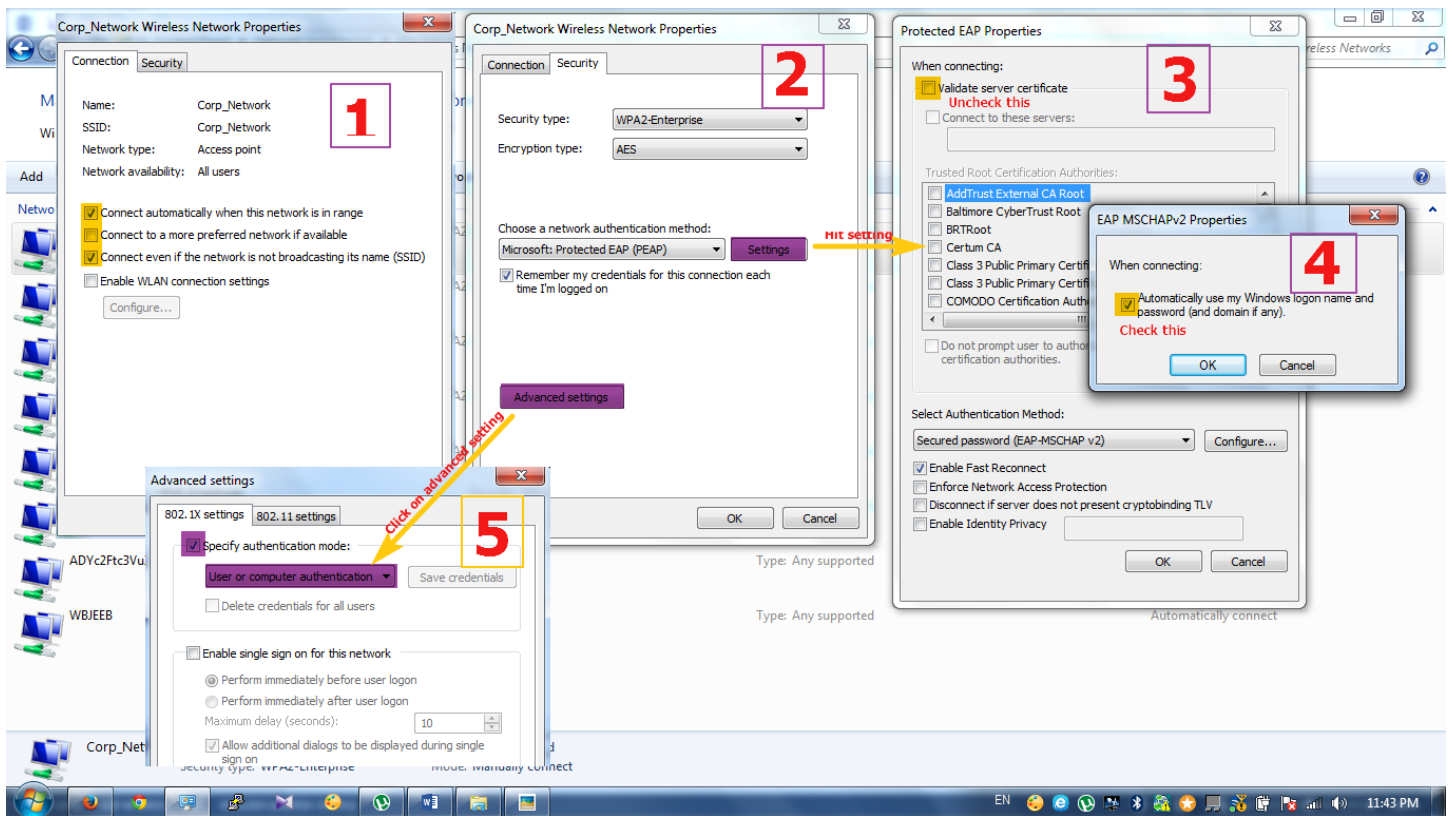 Corp_Network Wireless Network Properties
Connection
Security
Name: Corp_Network
SSID: Corp_Network
Network type: Access point
Network availability: All users
1
Connect automatically when this network is in range
Connect to a more preferred network if available
Connect even if the network is not broadcasting its name (SSID)
Enable WLAN connection settings
Configure...
Corp_Network Wireless Network Properties
Connection
Security
2
Security type: WPA2-Enterprise
Encryption type: AES
Choose a network authentication method:
Microsoft: Protected EAP (PEAP)
Settings
Remember my credentials for this connection each
time I'm logged on
Advanced settings
OK
Cancel
Hit setting
Click on advanced setting
Protected EAP Properties
When connecting:
3
Validate server certificate
Uncheck this
Connect to these servers:
Trusted Root Certification Authorities:
AddTrust External CA Root
Baltimore CyberTrust Root
BRTRoot
Certum CA
Class 3 Public Primary Certifi
Class 3 Public Primary Certifi
COMODO Certification Auth
Do not prompt user to author
certification authorities.
Select Authentication Method:
Secured password (EAP-MSCHAP v2)
Configure...
Enable Fast Reconnect
Enforce Network Access Protection
Disconnect if server does not present cryptobinding TLV
Enable Identity Privacy
OK
Cancel
EAP MSCHAPv2 Properties
When connecting:
4
Automatically use my Windows logon name and
password (and domain if any).
Check this
OK
Cancel
Advanced settings
802.1X settings
802.11 settings
5
Specify authentication mode:
User or computer authentication
Save credentials
Delete credentials for all users
Enable single sign on for this network
Perform immediately before user logon
Perform immediately after user logon
Maximum delay (seconds): 10
Allow additional dialogs to be displayed during single
sign on
reless Networks
Add
Netwo
ADYc2Ftc3Vu
Type: Any supported
WBJEEB
Type: Any supported
Automatically connect
Corp_Net
Security type: WPA2-Enterprise
Mode: Manually connect
EN
11:43 PM